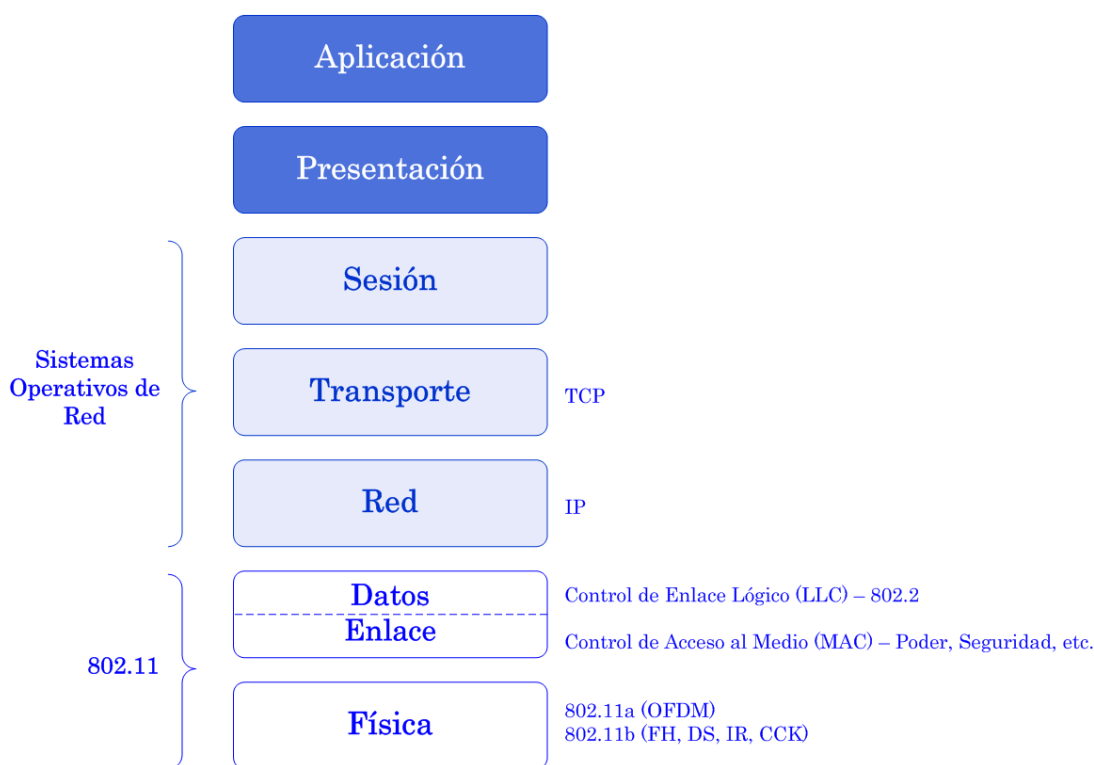 Aplicación
Presentación
Sesión
Sistemas
Operativos de
Red
Transporte
TCP
Red
IP
Datos
Enlace
Control de Enlace Lógico (LLC) – 802.2
Control de Acceso al Medio (MAC) – Poder, Seguridad, etc.
802.11
Física
802.11a (OFDM)
802.11b (FH, DS, IR, CCK)